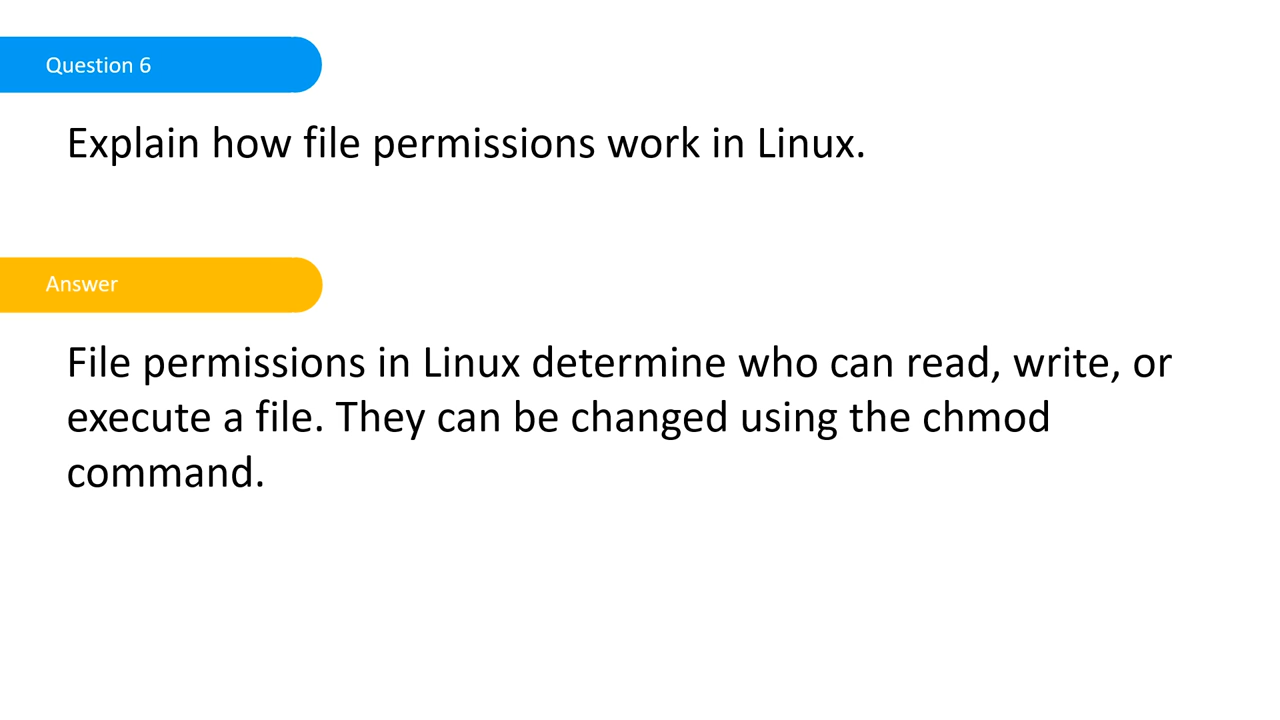 Question 6
Explain how file permissions work in Linux.
Answer
File permissions in Linux determine who can read, write, or
execute a file. They can be changed using the chmod
command.